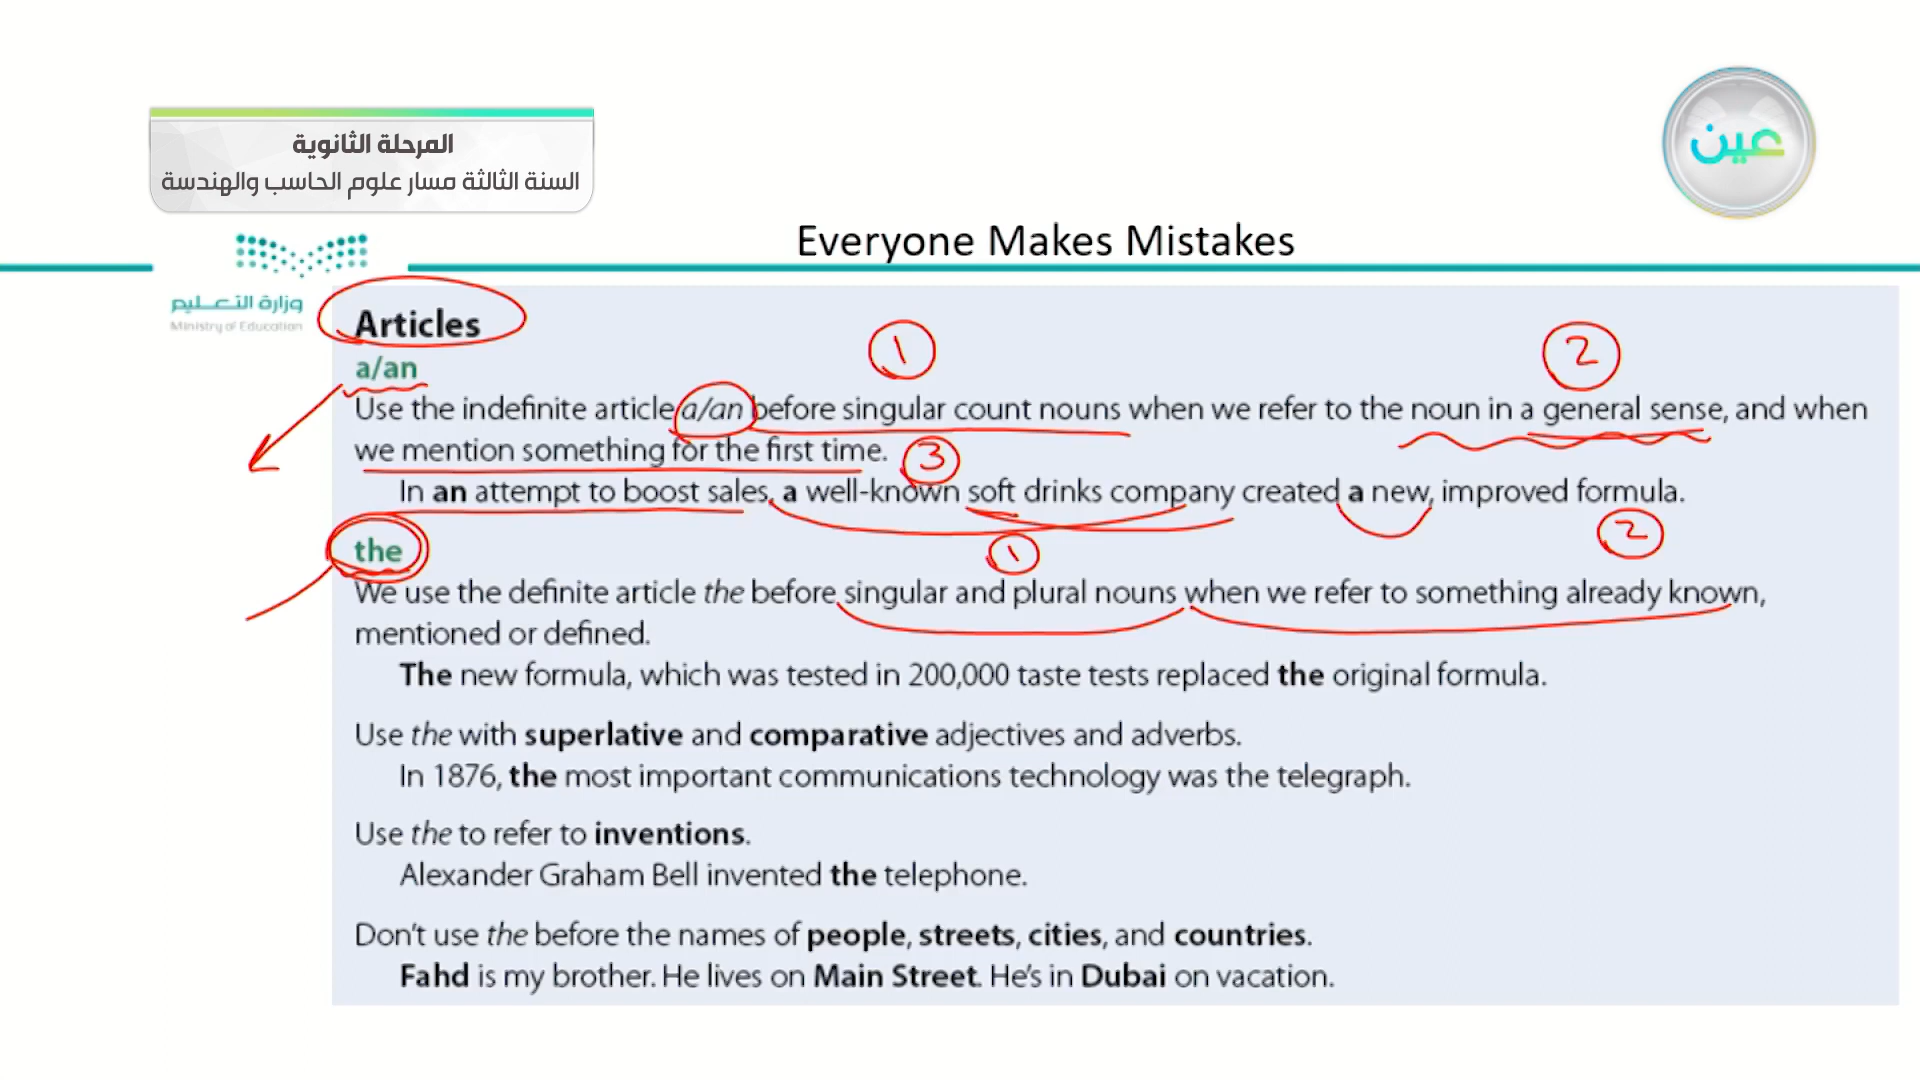 المرحلة الثانوية
السنة الثالثة مسار علوم الحاسب والهندسة
عين
Everyone Makes Mistakes
وزارة التعليم
Ministry of Education
Articles
a/an
1
2
Use the indefinite article a/an before singular count nouns when we refer to the noun in a general sense, and when
we mention something for the first time.
3
In an attempt to boost sales, a well-known soft drinks company created a new, improved formula.
the
1
2
We use the definite article the before singular and plural nouns when we refer to something already known,
mentioned or defined.
The new formula, which was tested in 200,000 taste tests replaced the original formula.
Use the with superlative and comparative adjectives and adverbs.
In 1876, the most important communications technology was the telegraph.
Use the to refer to inventions.
Alexander Graham Bell invented the telephone.
Don't use the before the names of people, streets, cities, and countries.
Fahd is my brother. He lives on Main Street. He's in Dubai on vacation.